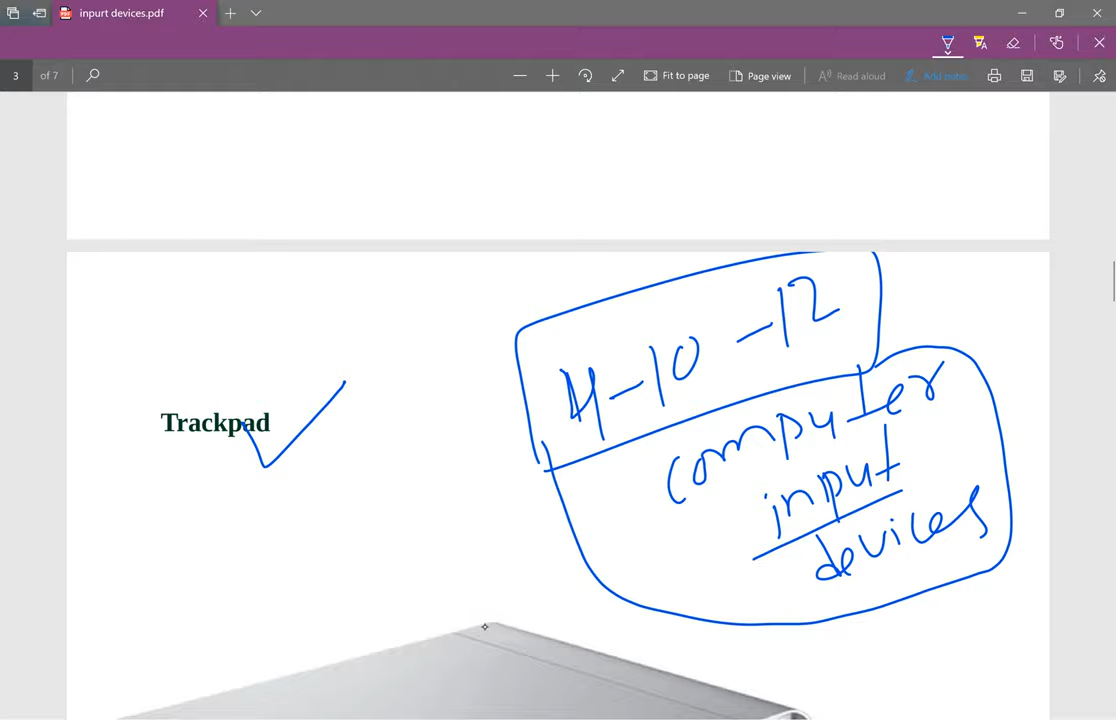 inpurt devices.pdf
3 of 7
Fit to page
Page view
Read aloud
Add notes
-10 -12
Trackpad
computer
input
devices